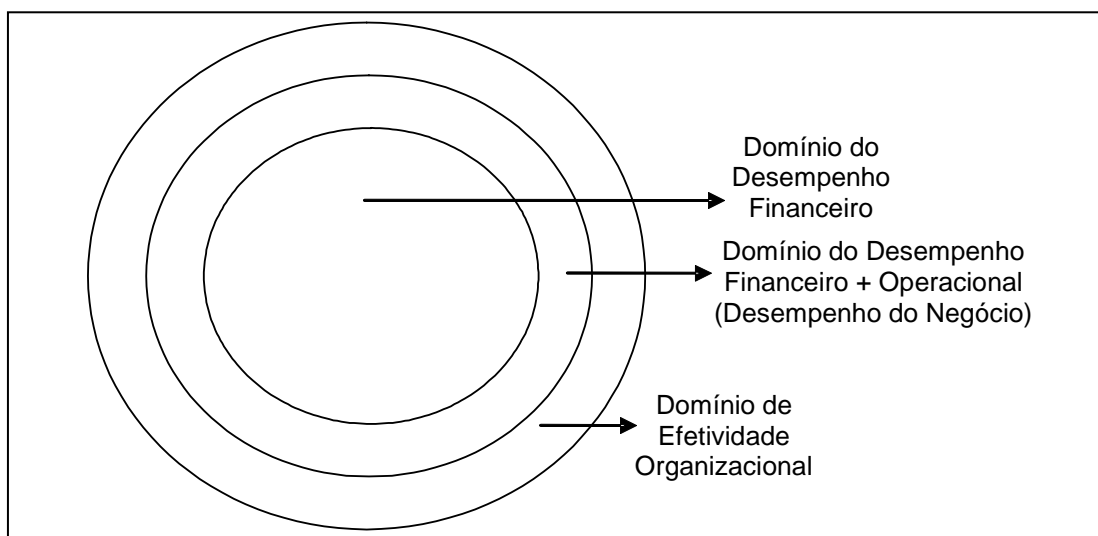 Domínio do
Desempenho
Financeiro
Domínio do Desempenho
Financeiro + Operacional
(Desempenho do Negócio)
Domínio de
Efetividade
Organizacional